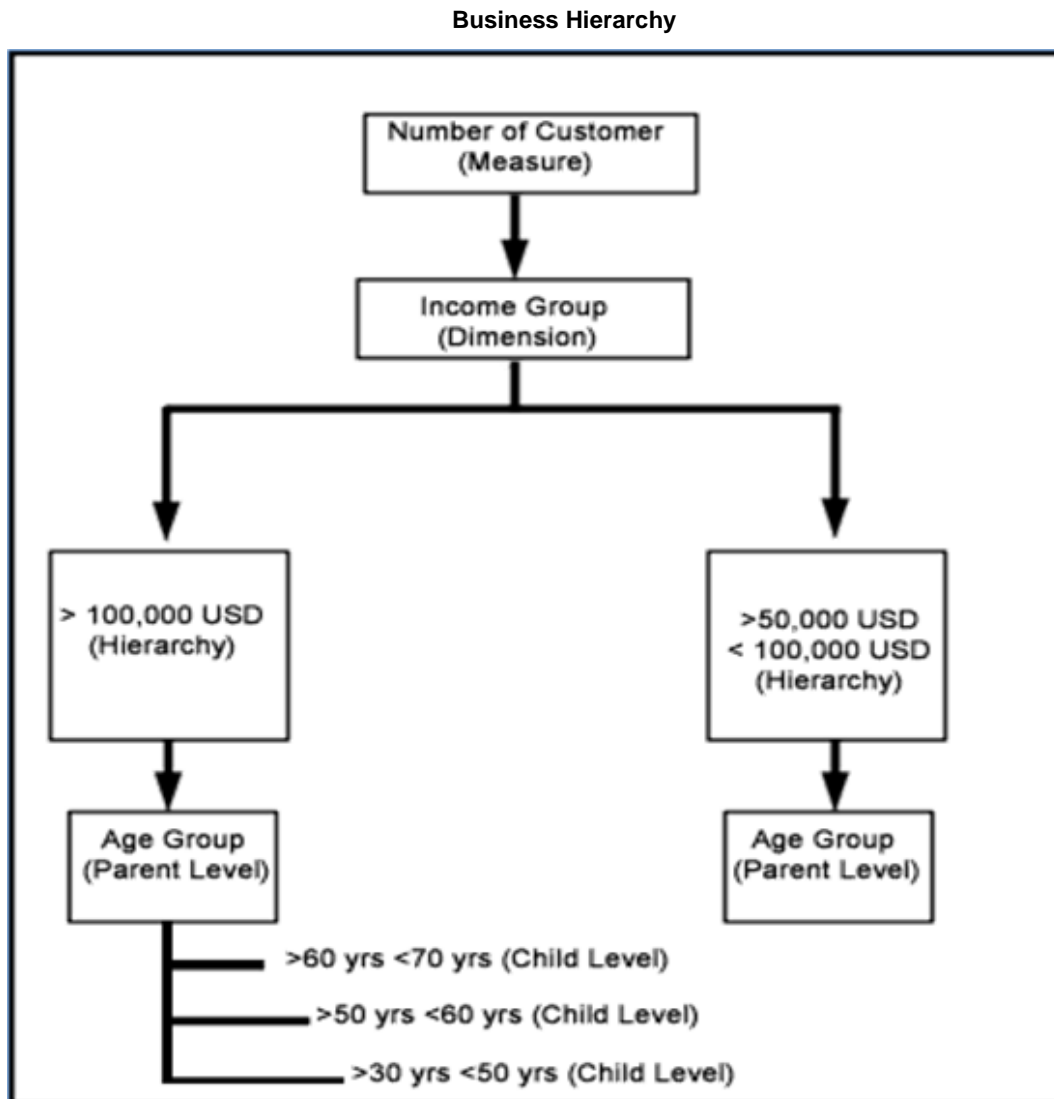 Business Hierarchy
Number of Customer
(Measure)
Income Group
(Dimension)
> 100,000 USD
(Hierarchy)
>50,000 USD
< 100,000 USD
(Hierarchy)
Age Group
(Parent Level)
Age Group
(Parent Level)
>60 yrs <70 yrs (Child Level)
>50 yrs <60 yrs (Child Level)
>30 yrs <50 yrs (Child Level)